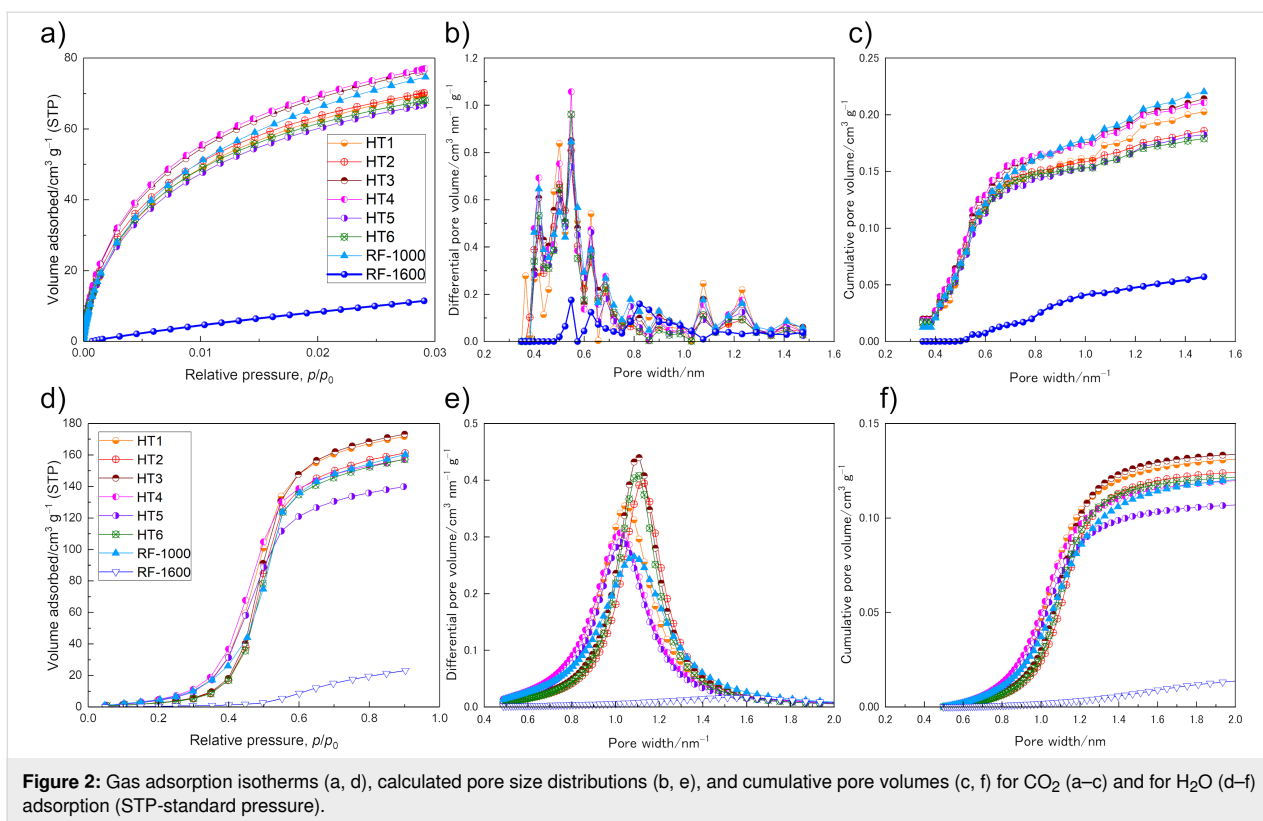 a)
80
60
40
20
0
0.00
0.01
0.02
0.03
Volume adsorbed/cm³ g⁻¹ (STP)
Relative pressure, p/p₀
HT1
HT2
HT3
HT4
HT5
HT6
RF-1000
RF-1600
b)
1.2
1.0
0.8
0.6
0.4
0.2
0.0
0.2
0.4
0.6
0.8
1.0
1.2
1.4
1.6
Differential pore volume/cm³ nm⁻¹ g⁻¹
Pore width/nm
c)
0.25
0.20
0.15
0.10
0.05
0.00
0.2
0.4
0.6
0.8
1.0
1.2
1.4
1.6
Cumulative pore volume/cm³ g⁻¹
Pore width/nm⁻¹
d)
180
160
140
120
100
80
60
40
20
0
0.0
0.2
0.4
0.6
0.8
1.0
Volume adsorbed/cm³ g⁻¹ (STP)
Relative pressure, p/p₀
HT1
HT2
HT3
HT4
HT5
HT6
RF-1000
RF-1600
e)
0.5
0.4
0.3
0.2
0.1
0
0.4
0.6
0.8
1.0
1.2
1.4
1.6
1.8
2.0
Differential pore volume/cm³ nm⁻¹ g⁻¹
Pore width/nm⁻¹
f)
0.15
0.10
0.05
0.00
0.2
0.4
0.6
0.8
1.0
1.2
1.4
1.6
1.8
2.0
Cumulative pore volume/cm³ g⁻¹
Pore width/nm
Figure 2: Gas adsorption isotherms (a, d), calculated pore size distributions (b, e), and cumulative pore volumes (c, f) for CO₂ (a–c) and for H₂O (d–f)
adsorption (STP-standard pressure).